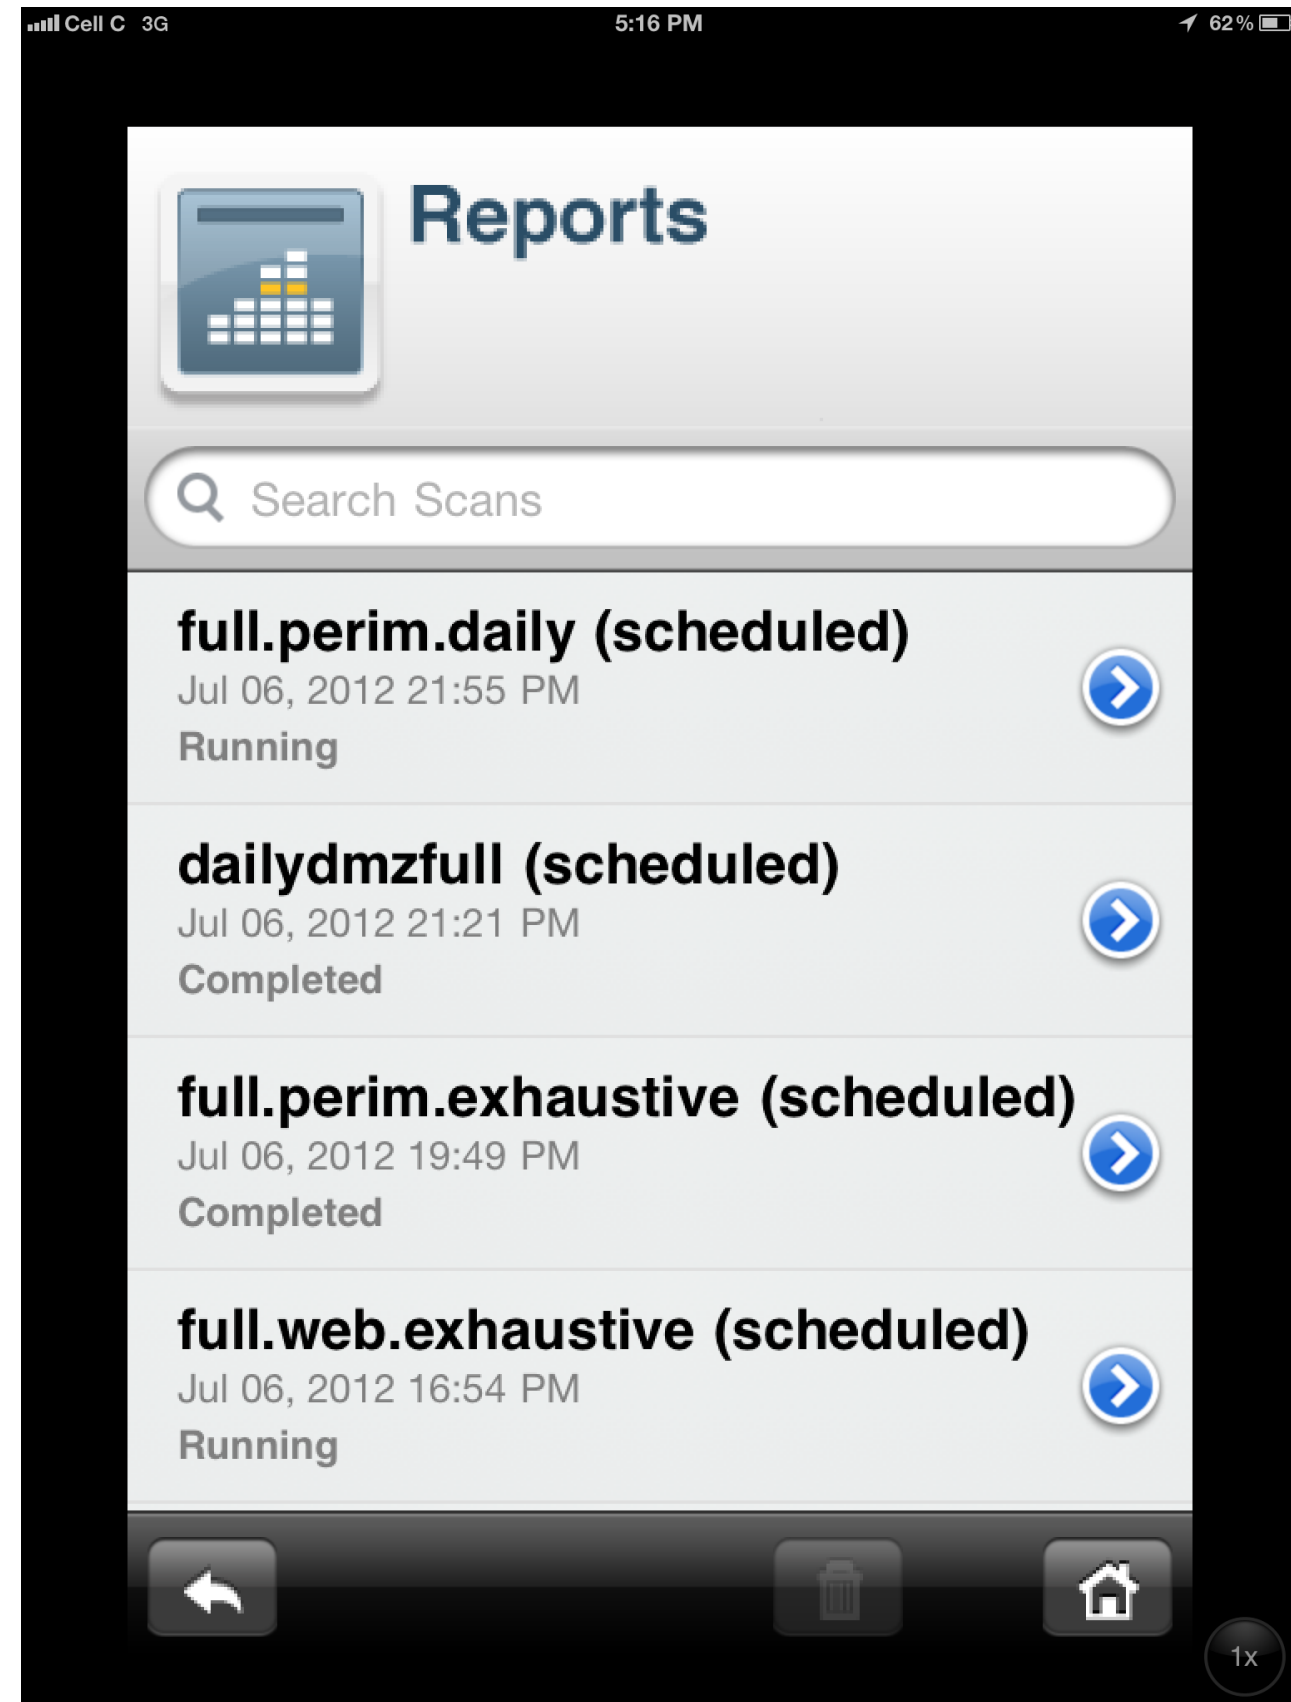 Cell C 3G 5:16 PM 62%
Reports
Search Scans
full.perim.daily (scheduled)
Jul 06, 2012 21:55 PM
Running
dailydmzfull (scheduled)
Jul 06, 2012 21:21 PM
Completed
full.perim.exhaustive (scheduled)
Jul 06, 2012 19:49 PM
Completed
full.web.exhaustive (scheduled)
Jul 06, 2012 16:54 PM
Running
1x